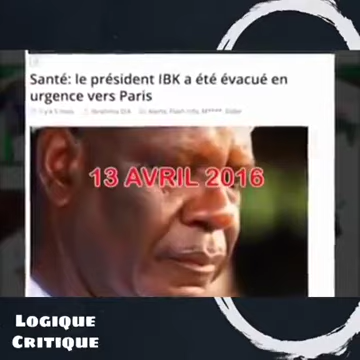 Santé: le président IBK a été évacué en
urgence vers Paris
13 AVRIL 2016
LOGIQUE
CRITIQUE